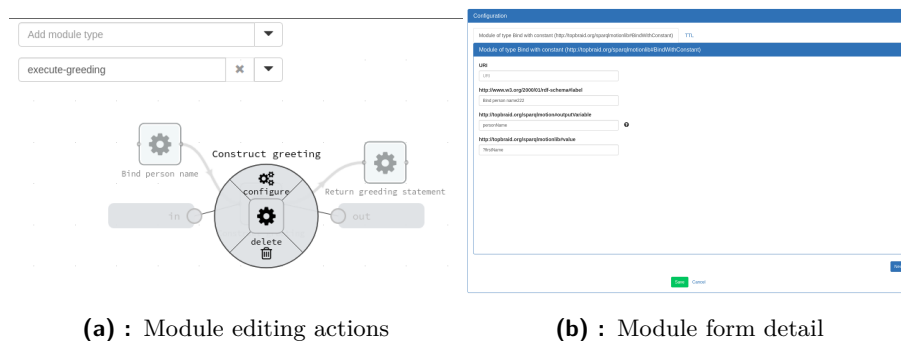 Add module type
execute-greeding
Construct greeting
configure
Bind person name
Return greeting statement
in
out
delete
(a) : Module editing actions
Configuration
Module of type Bind with constant (http://topbraid.org/sparqlmotionlib#BindWithConstant) TTL
Module of type Bind with constant (http://topbraid.org/sparqlmotionlib#BindWithConstant)
URI
URI
http://www.w3.org/2000/01/rdf-schema#label
Bind person name222
http://topbraid.org/sparqlmotion#outputVariable
personName
http://topbraid.org/sparqlmotionlib#value
?firstName
Save Cancel
(b) : Module form detail